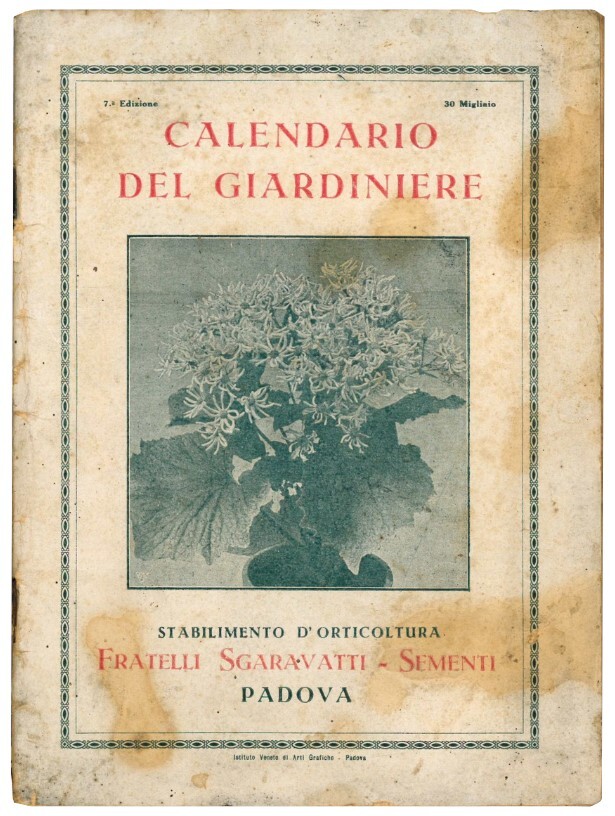 7.ª Edizione
30 Migliaio
CALENDARIO
DEL GIARDINIERE
STABILIMENTO D'ORTICOLTURA
FRATELLI SGARAVATTI - SEMENTI
PADOVA
Istituto Veneto di Arti Grafiche - Padova